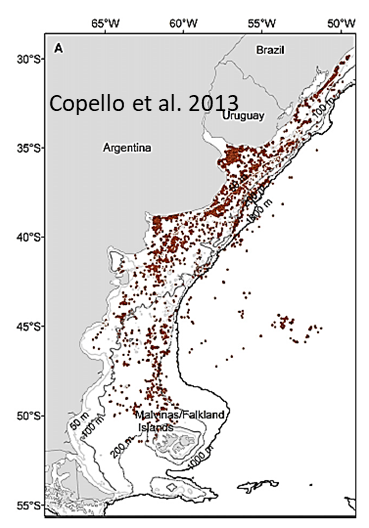 65°W 60°W 55°W 50°W
A
Brazil
30°S
Copello et al. 2013
100 m
Uruguay
Argentina
35°S
1000 m
40°S
45°S
50°S
Malvinas/Falkland
Islands
50 m
100 m
200 m
1000 m
55°S